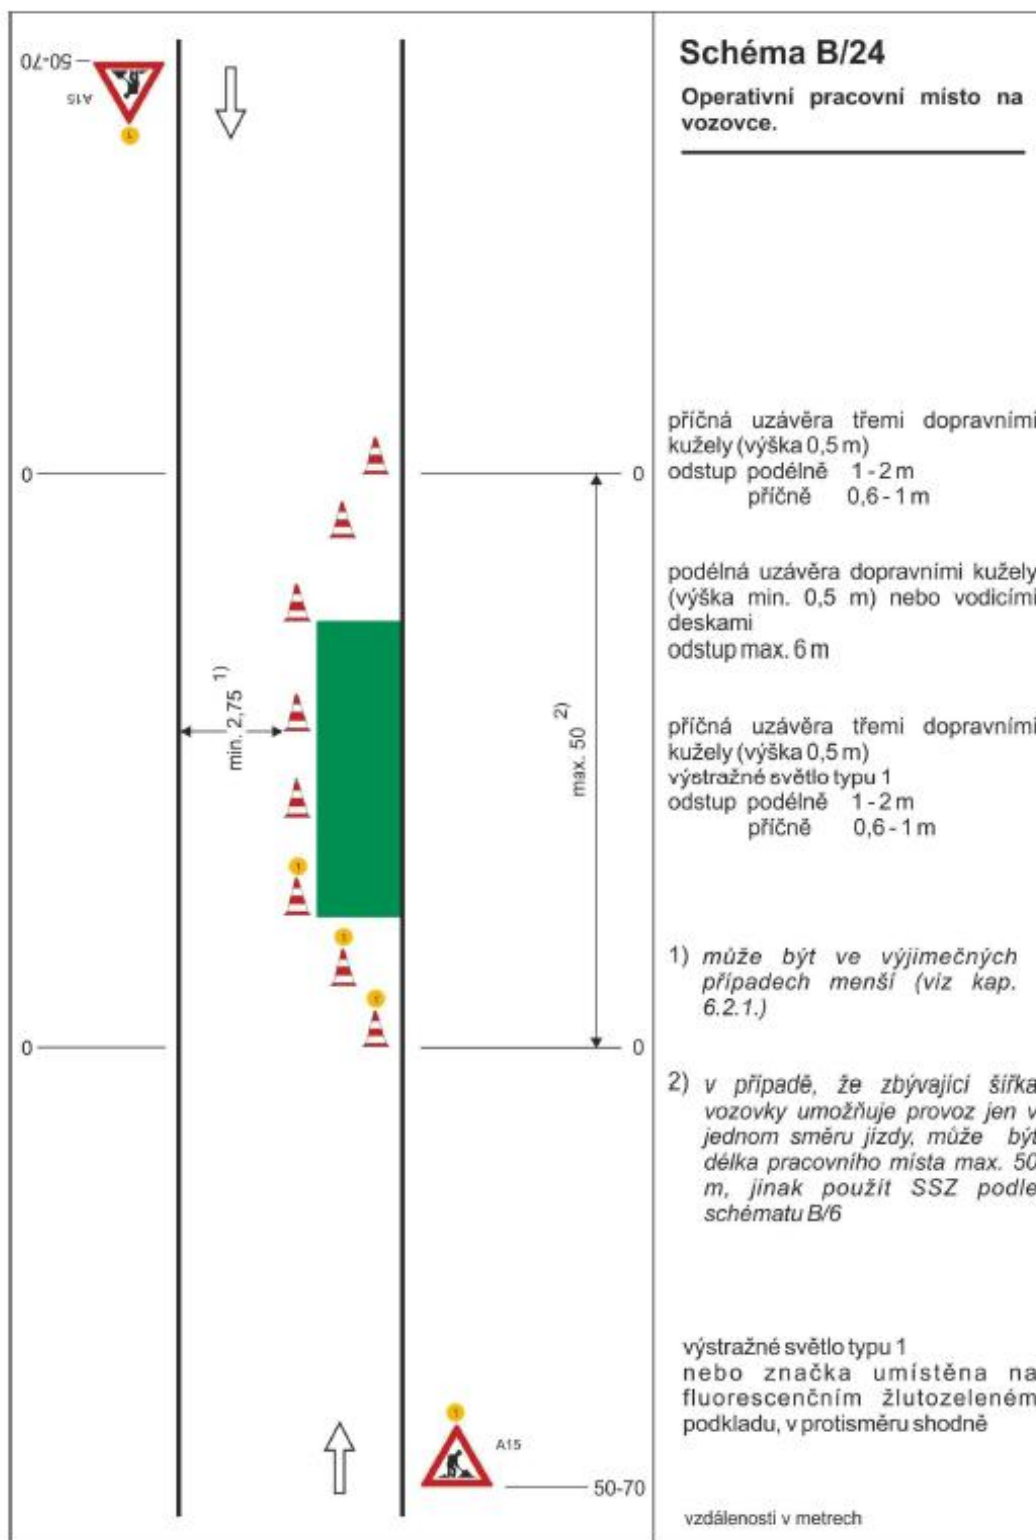 50-70
A15
1
Schéma B/24
Operativní pracovní místo na
vozovce.
příčná uzávěra třemi dopravními
kužely (výška 0,5 m)
odstup podélně 1 - 2 m
příčně 0,6 - 1 m
0
0
podélná uzávěra dopravními kužely
(výška min. 0,5 m) nebo vodicími
deskami
odstup max. 6 m
min. 2,75 1)
max. 50 2)
příčná uzávěra třemi dopravními
kužely (výška 0,5 m)
výstražné světlo typu 1
odstup podélně 1 - 2 m
příčně 0,6 - 1 m
1
1
1
0
0
1) může být ve výjimečných
případech menší (viz kap.
6.2.1.)
2) v případě, že zbývající šířka
vozovky umožňuje provoz jen v
jednom směru jízdy, může být
délka pracovního místa max. 50
m, jinak použít SSZ podle
schématu B/6
výstražné světlo typu 1
nebo značka umístěna na
fluorescenčním žlutozeleném
podkladu, v protisměru shodně
1
A15
50-70
vzdálenosti v metrech